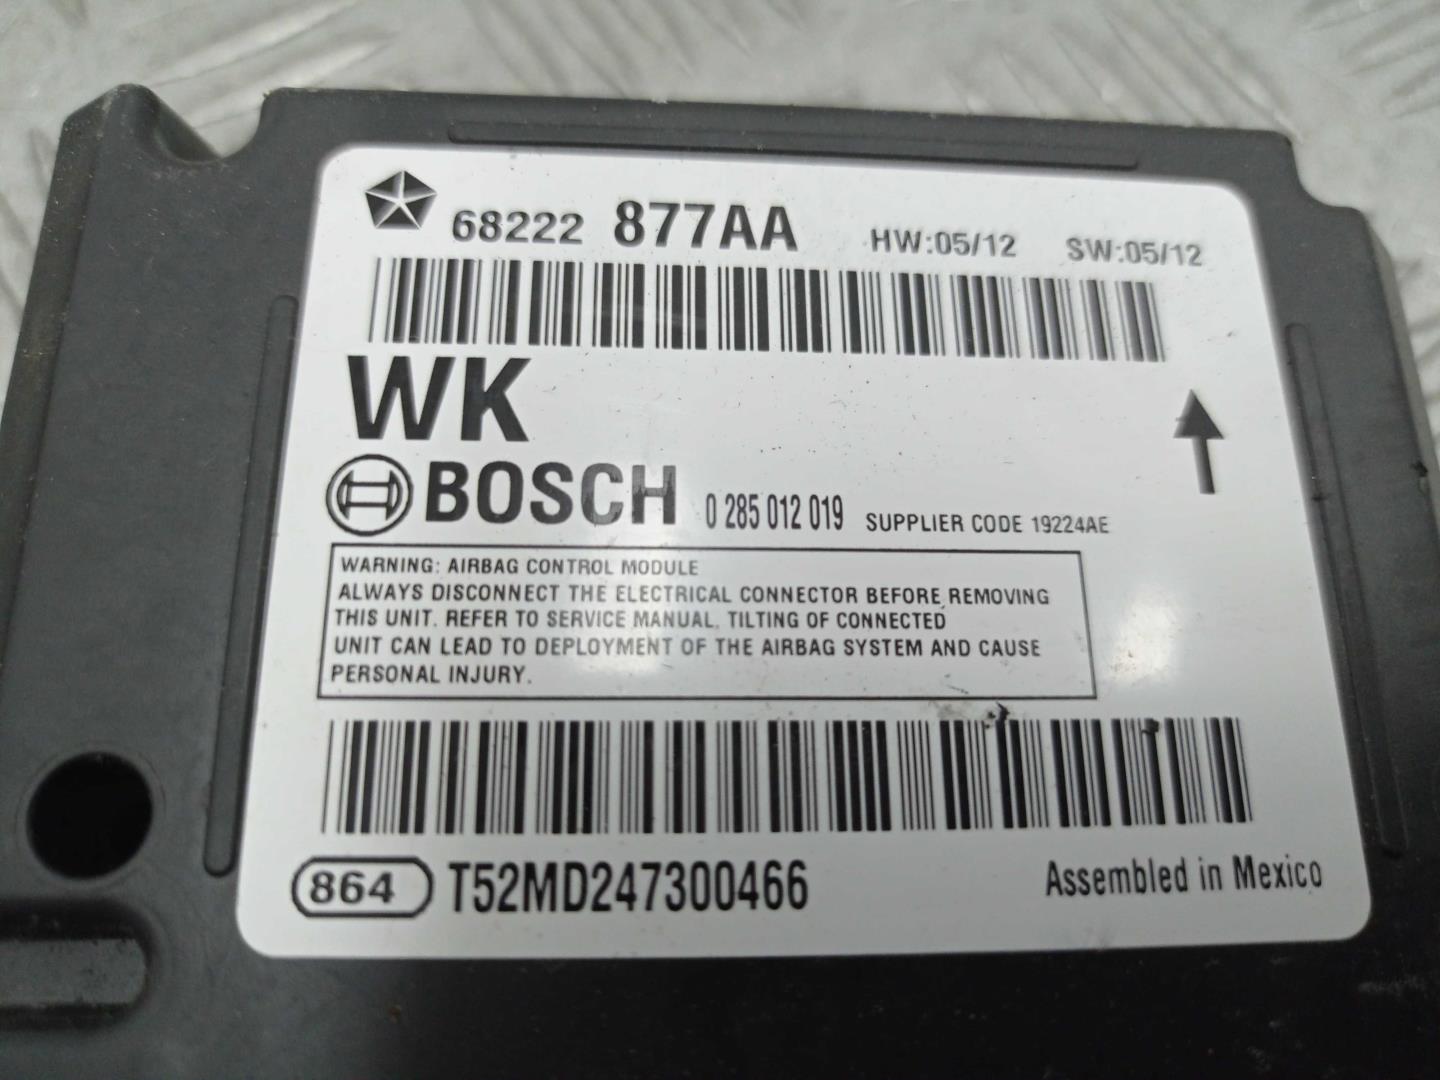 68222 877AA HW:05/12 SW:05/12
WK
BOSCH 0 285 012 019 SUPPLIER CODE 19224AE
WARNING: AIRBAG CONTROL MODULE
ALWAYS DISCONNECT THE ELECTRICAL CONNECTOR BEFORE REMOVING
THIS UNIT. REFER TO SERVICE MANUAL. TILTING OF CONNECTED
UNIT CAN LEAD TO DEPLOYMENT OF THE AIRBAG SYSTEM AND CAUSE
PERSONAL INJURY.
864 T52MD247300466 Assembled in Mexico